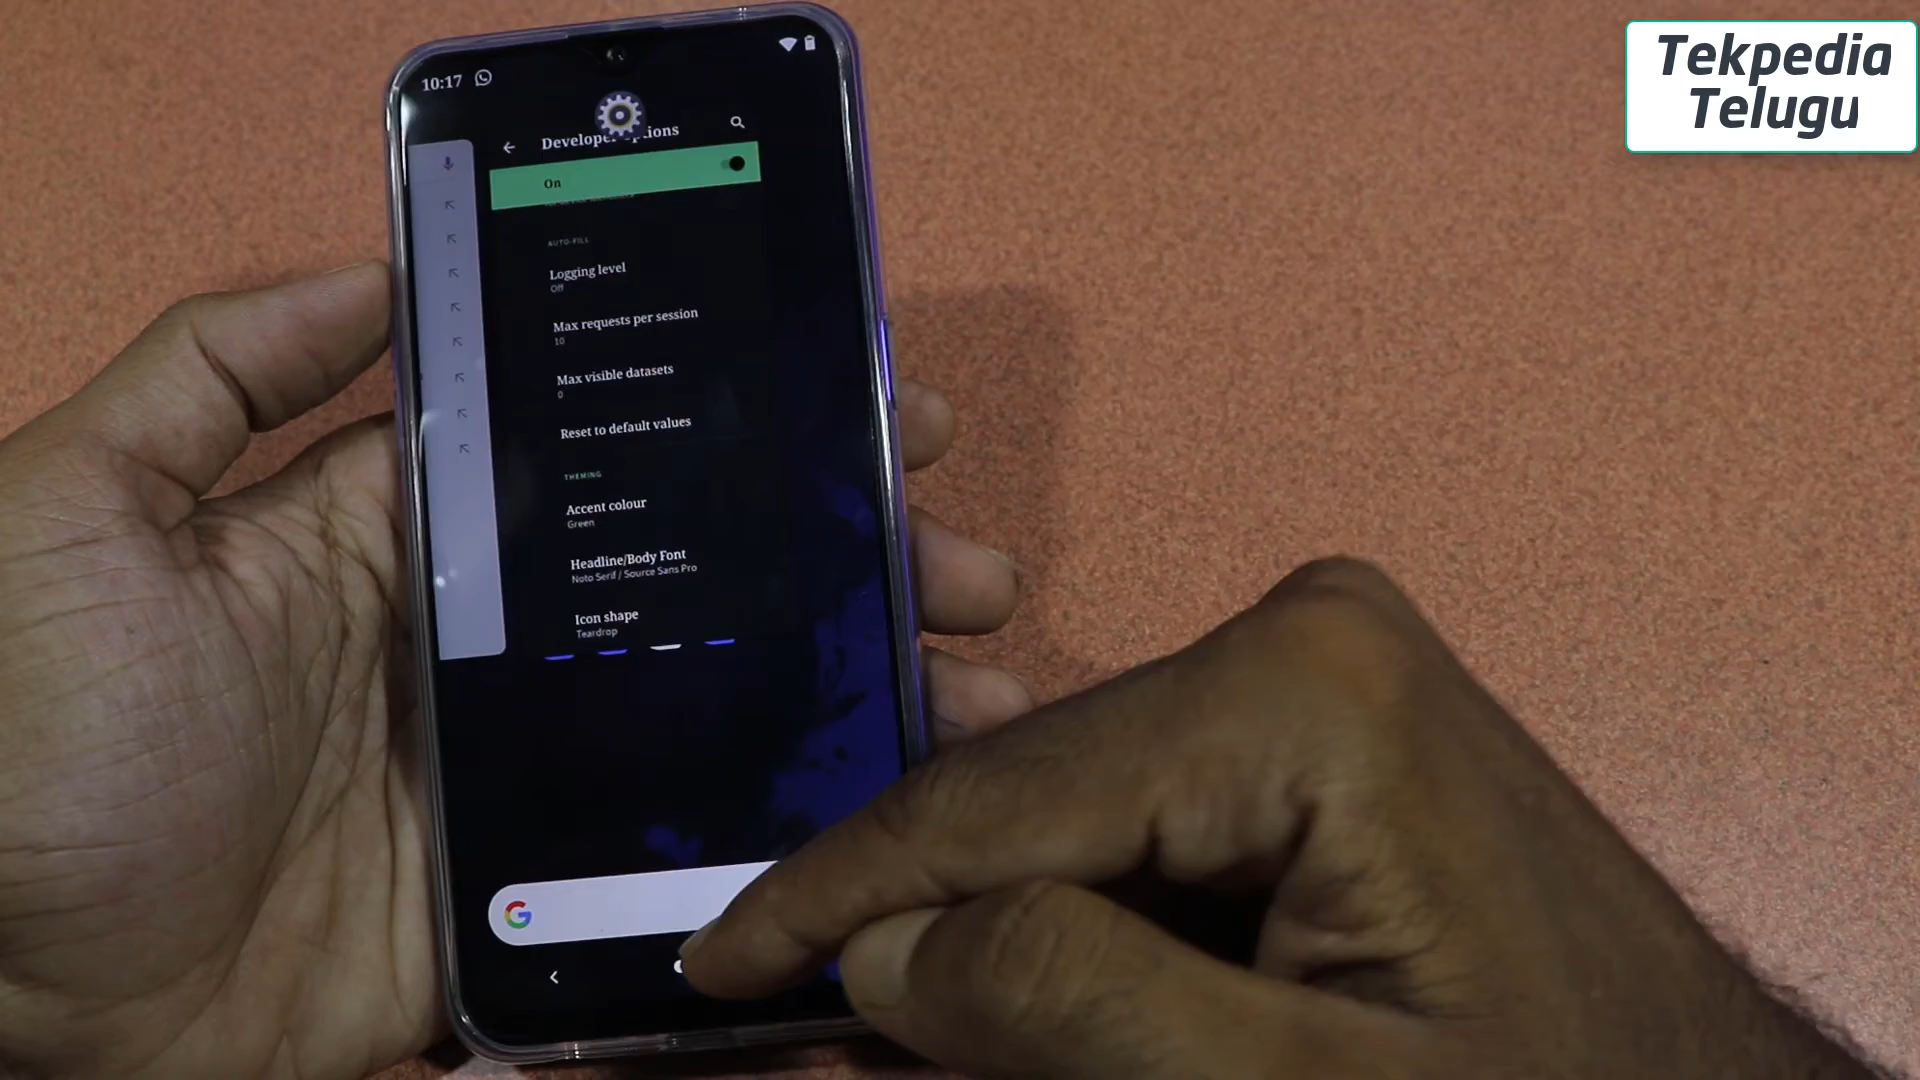 Tekpedia
Telugu
10:17
Developer options
On
AUTO-FILL
Logging level
Off
Max requests per session
10
Max visible datasets
0
Reset to default values
THEMING
Accent colour
Green
Headline/Body Font
Noto Serif / Source Sans Pro
Icon shape
Teardrop
G